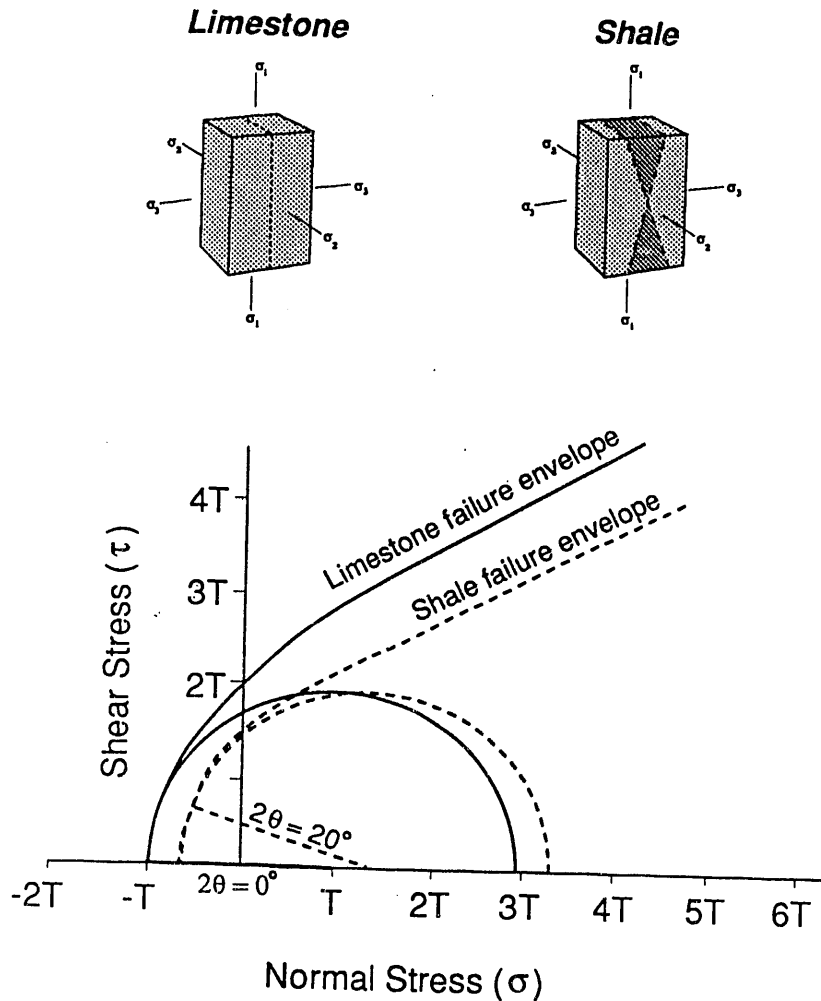 Limestone
σ₁
σ₂
σ₃
σ₃
σ₂
σ₁
Shale
σ₁
σ₂
σ₃
σ₃
σ₂
σ₁
Shear Stress (τ)
4T
3T
2T
Limestone failure envelope
Shale failure envelope
2θ = 20°
2θ = 0°
-2T
-T
T
2T
3T
4T
5T
6T
Normal Stress (σ)